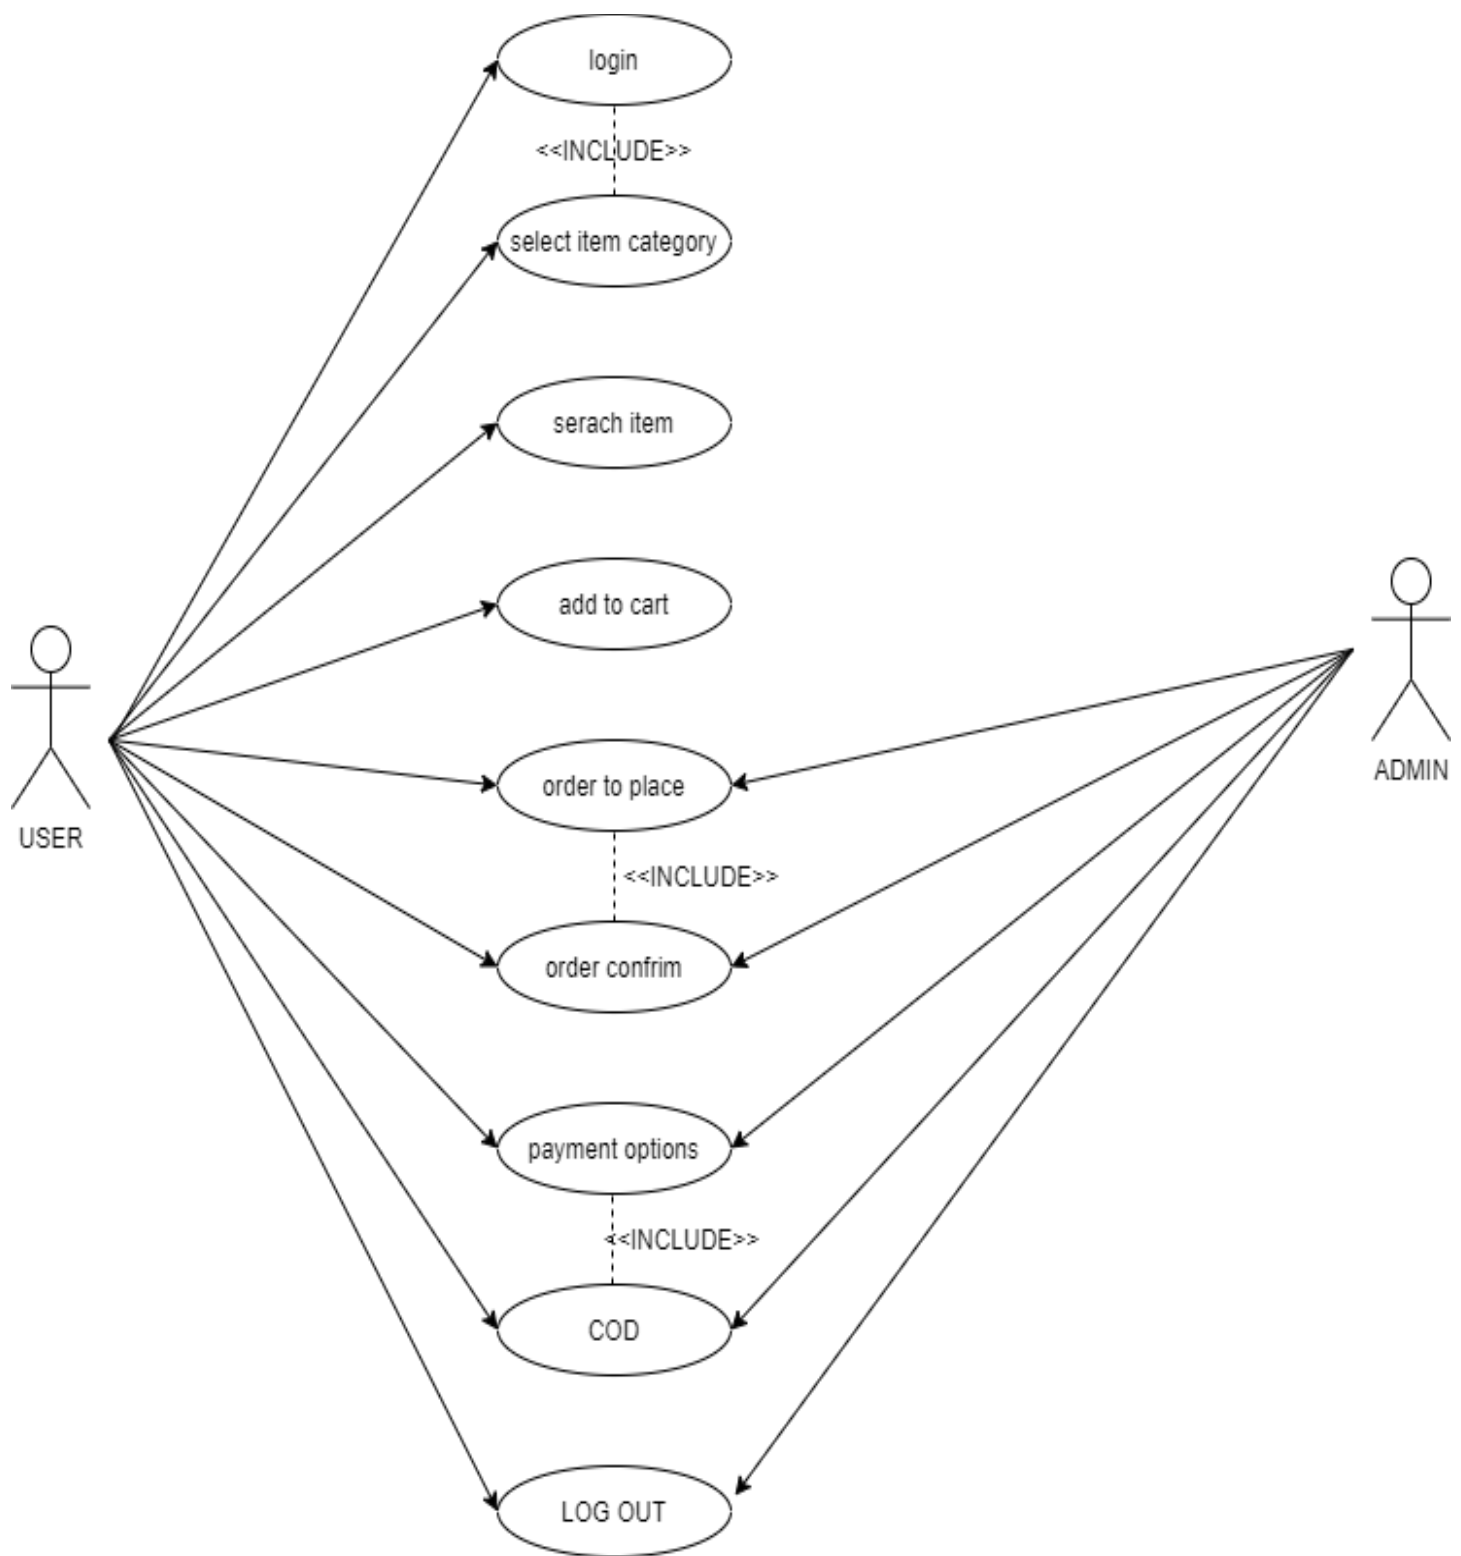 login
<<INCLUDE>>
select item category
serach item
add to cart
order to place
ADMIN
USER
<<INCLUDE>>
order confrim
payment options
<<INCLUDE>>
COD
LOG OUT